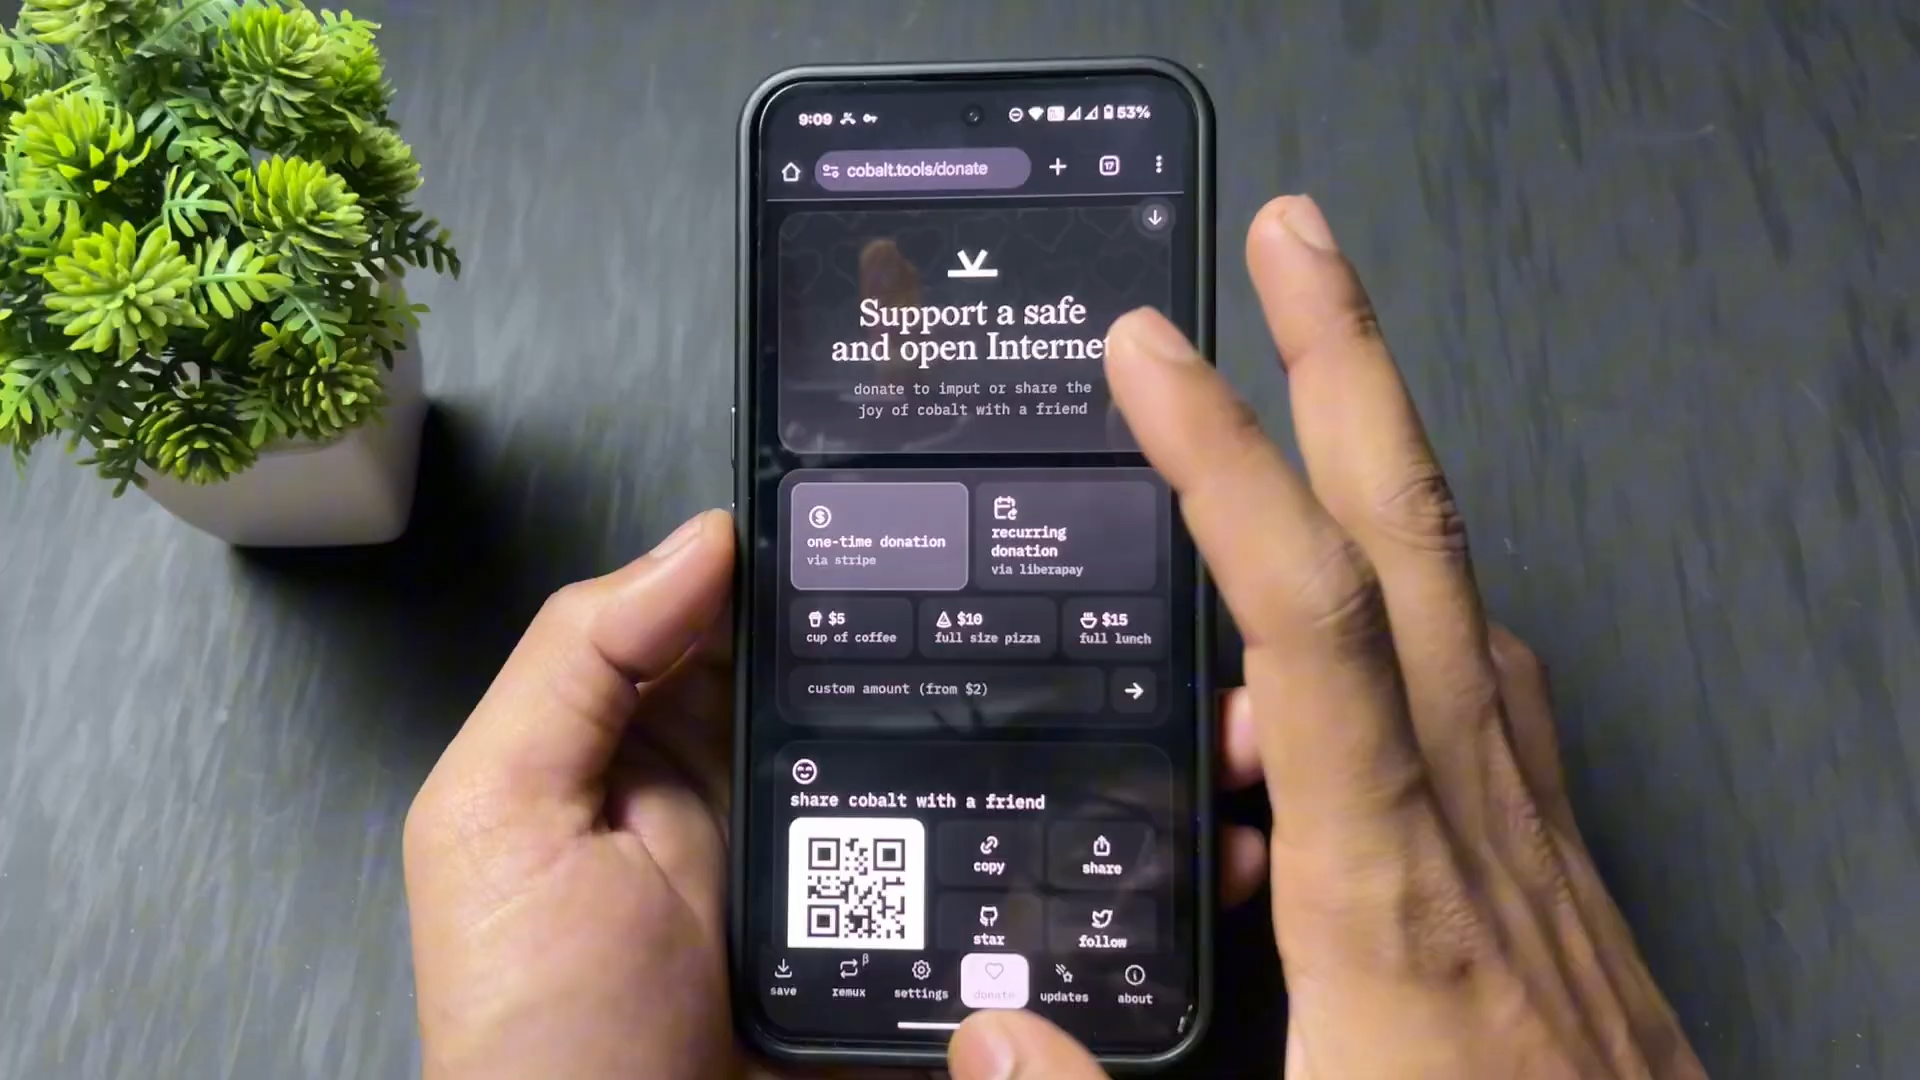 9:09
53%
cobalt.tools/donate
17
Support a safe
and open Internet
donate to imput or share the
joy of cobalt with a friend
one-time donation
via stripe
recurring
donation
via liberapay
$5
cup of coffee
$10
full size pizza
$15
full lunch
custom amount (from $2)
share cobalt with a friend
copy
share
star
follow
save
remux
β
settings
donate
updates
about